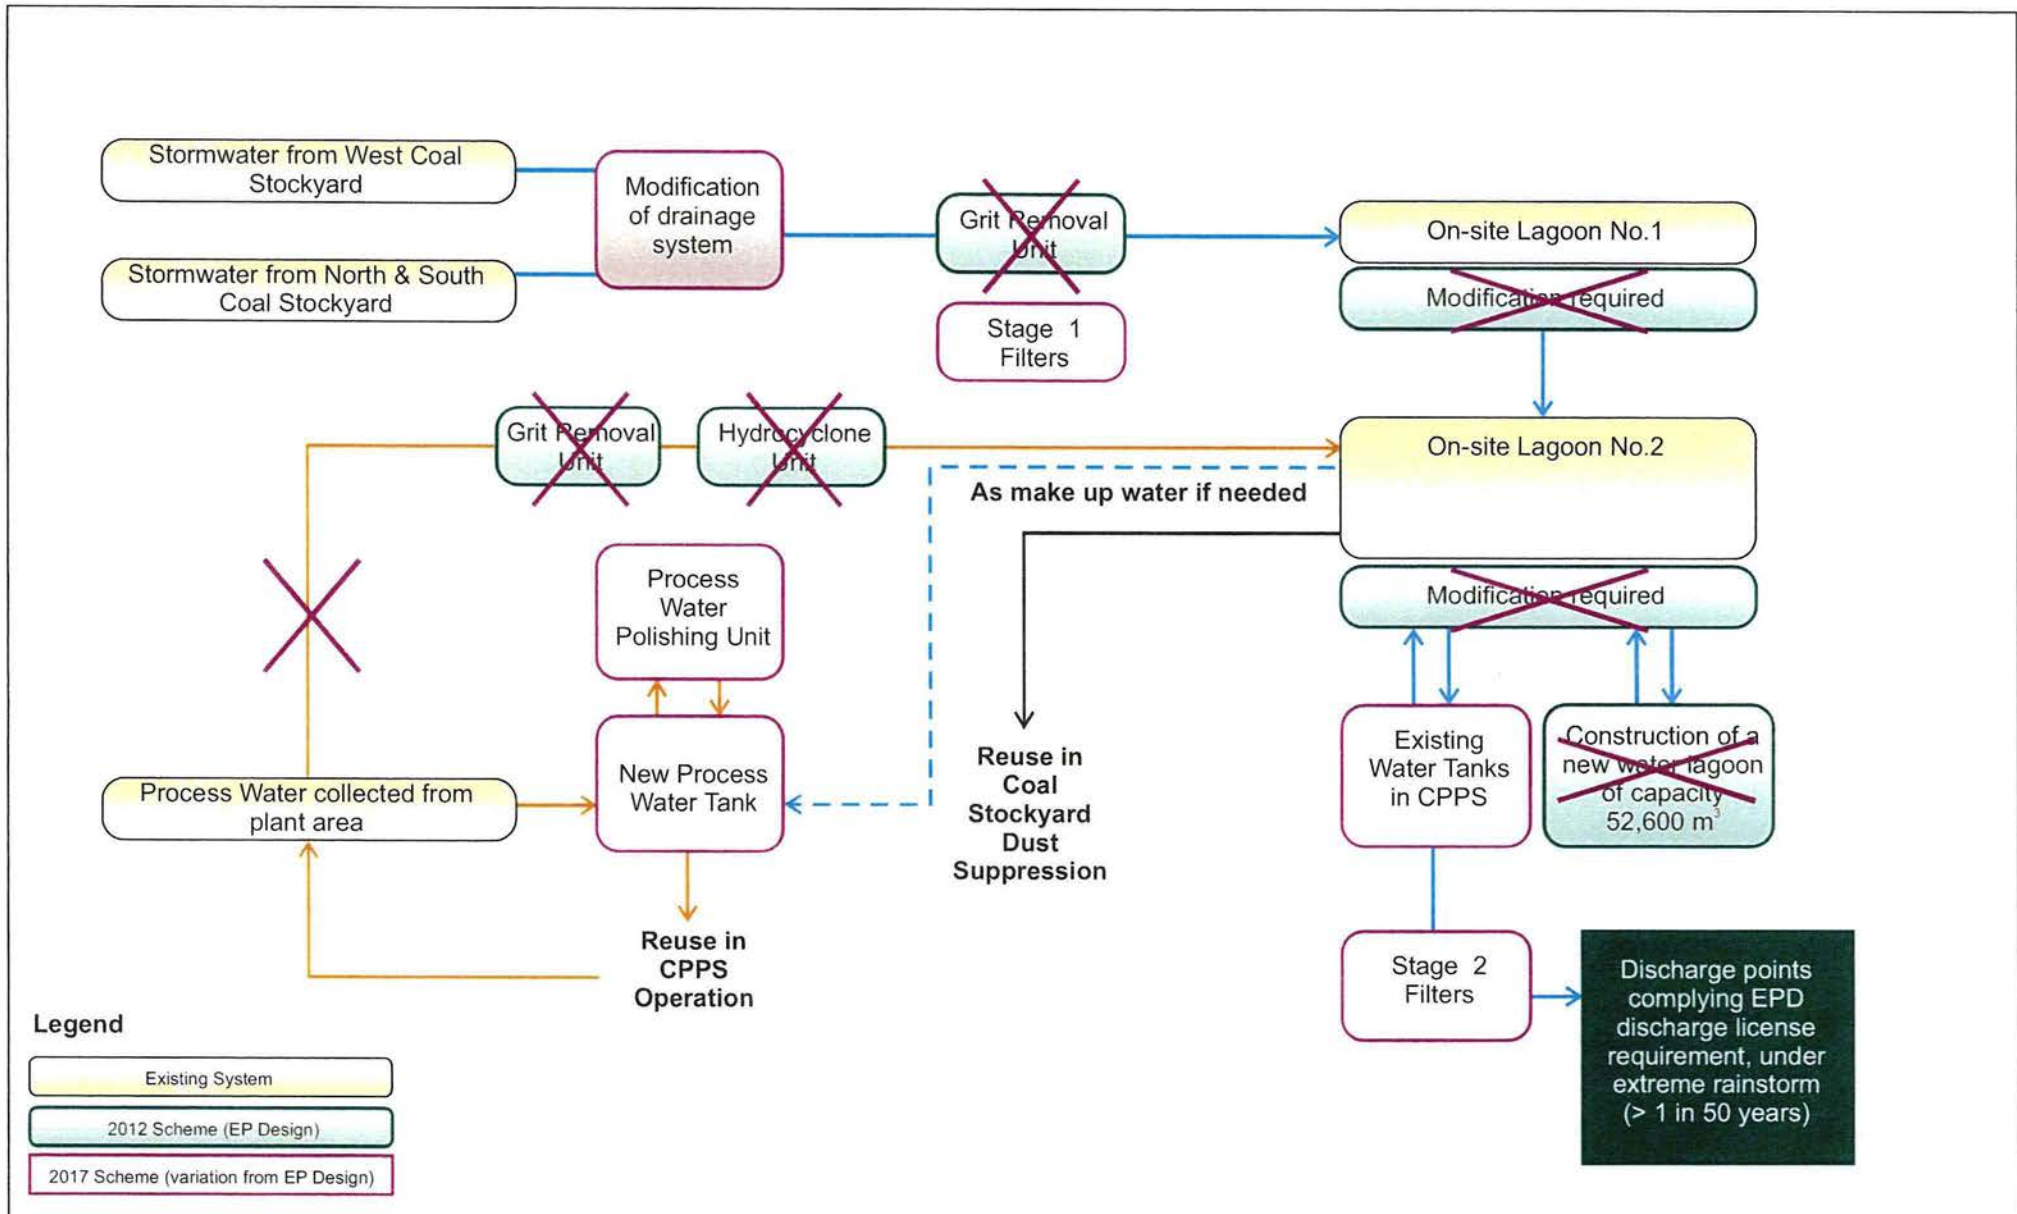 Stormwater from West Coal
Stockyard
Stormwater from North & South
Coal Stockyard
Modification
of drainage
system
Grit Removal
Unit
Stage 1
Filters
On-site Lagoon No.1
Modification required
Grit Removal
Unit
Hydrocyclone
Unit
On-site Lagoon No.2
As make up water if needed
Modification required
Process
Water
Polishing Unit
New Process
Water Tank
Process Water collected from
plant area
Reuse in
CPPS
Operation
Reuse in
Coal
Stockyard
Dust
Suppression
Existing
Water Tanks
in CPPS
Construction of a
new water lagoon
of capacity
52,600 m³
Stage 2
Filters
Discharge points
complying EPD
discharge license
requirement, under
extreme rainstorm
(> 1 in 50 years)
Legend
Existing System
2012 Scheme (EP Design)
2017 Scheme (variation from EP Design)